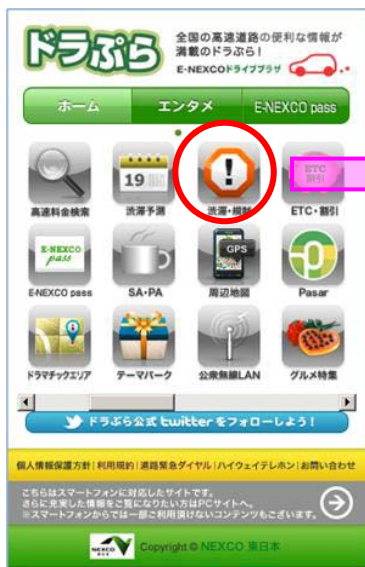 ドラぷら
全国の高速道路の便利な情報が
満載のドラぷら！
E-NEXCOドライブプラザ
ホーム エンタメ E-NEXCO pass
19
ETC
割引
高速料金検索 渋滞予測 渋滞・規制 ETC・割引
E-NEXCO
pass
GPS
E-NEXCO pass SA・PA 周辺地図 Pasar
ドラマチックエリア テーマパーク 公衆無線LAN グルメ特集
ドラぷら公式 twitter をフォローしよう！
個人情報保護方針 | 利用規約 | 道路緊急ダイヤル | ハイウェイテレホン | お問い合わせ
こちらはスマートフォンに対応したサイトです。
さらに充実した情報をご覧になりたい方はPCサイトへ。
※スマートフォンからでは一部ご利用頂けないコンテンツもございます。
NEXCO Copyright © NEXCO 東日本